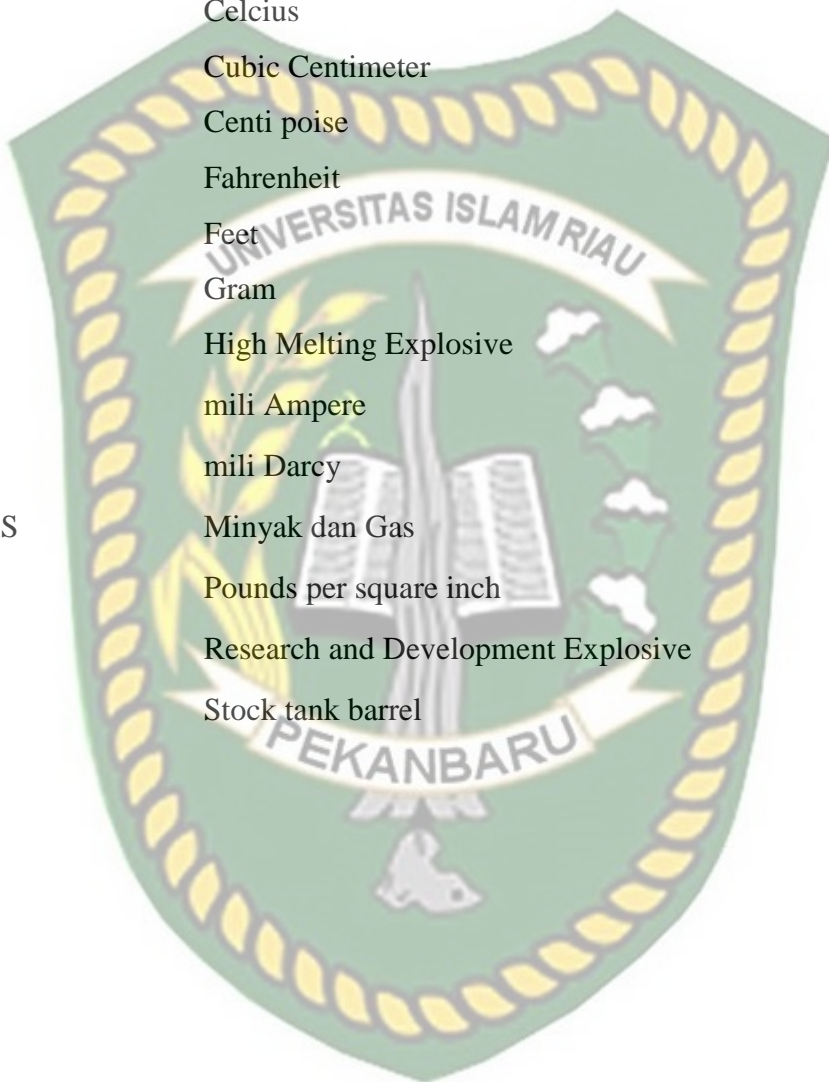 Celcius
Cubic Centimeter
Centi poise
Fahrenheit
UNIVERSITAS ISLAM RIAU
Feet
Gram
High Melting Explosive
mili Ampere
mili Darcy
S Minyak dan Gas
Pounds per square inch
Research and Development Explosive
Stock tank barrel
PEKANBARU